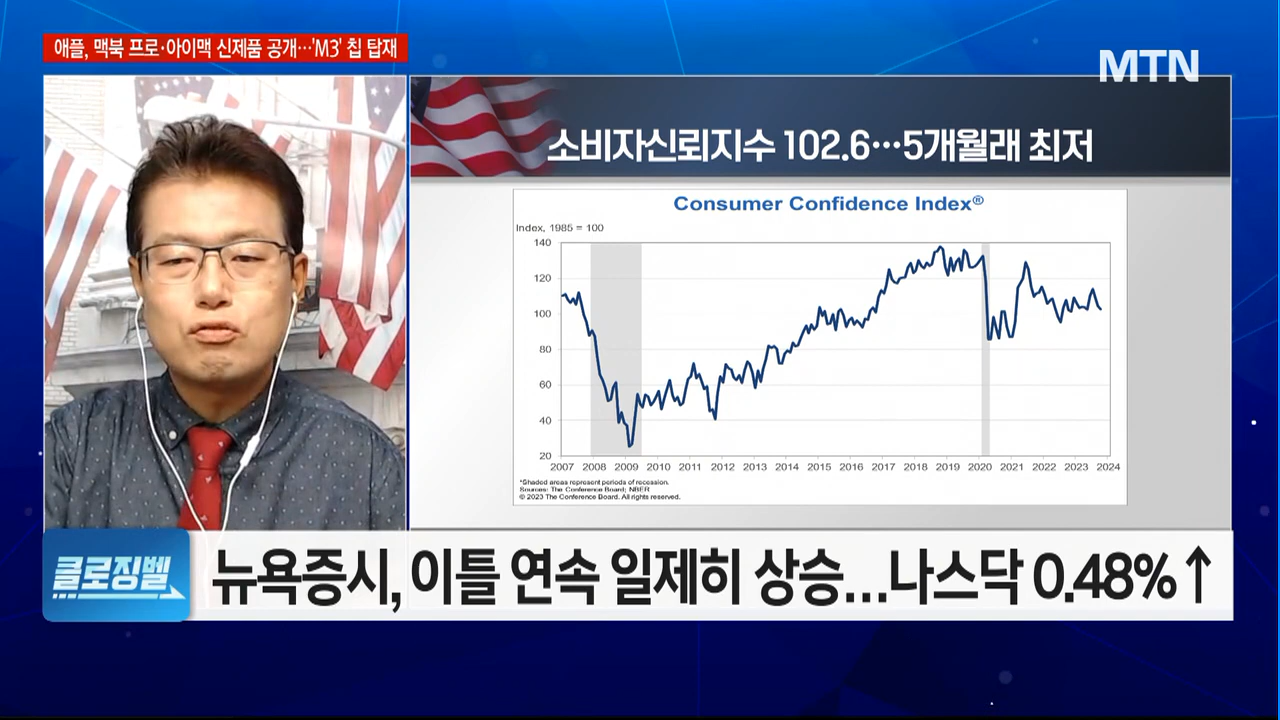 애플, 맥북 프로·아이맥 신제품 공개…'M3' 칩 탑재
MTN
소비자신뢰지수 102.6…5개월래 최저
Consumer Confidence Index®
Index, 1985 = 100
140
120
100
80
60
40
20
2007 2008 2009 2010 2011 2012 2013 2014 2015 2016 2017 2018 2019 2020 2021 2022 2023 2024
*Shaded areas represent periods of recession.
Sources: The Conference Board; NBER
© 2023 The Conference Board. All rights reserved.
클로징벨
뉴욕증시, 이틀 연속 일제히 상승...나스닥 0.48%↑